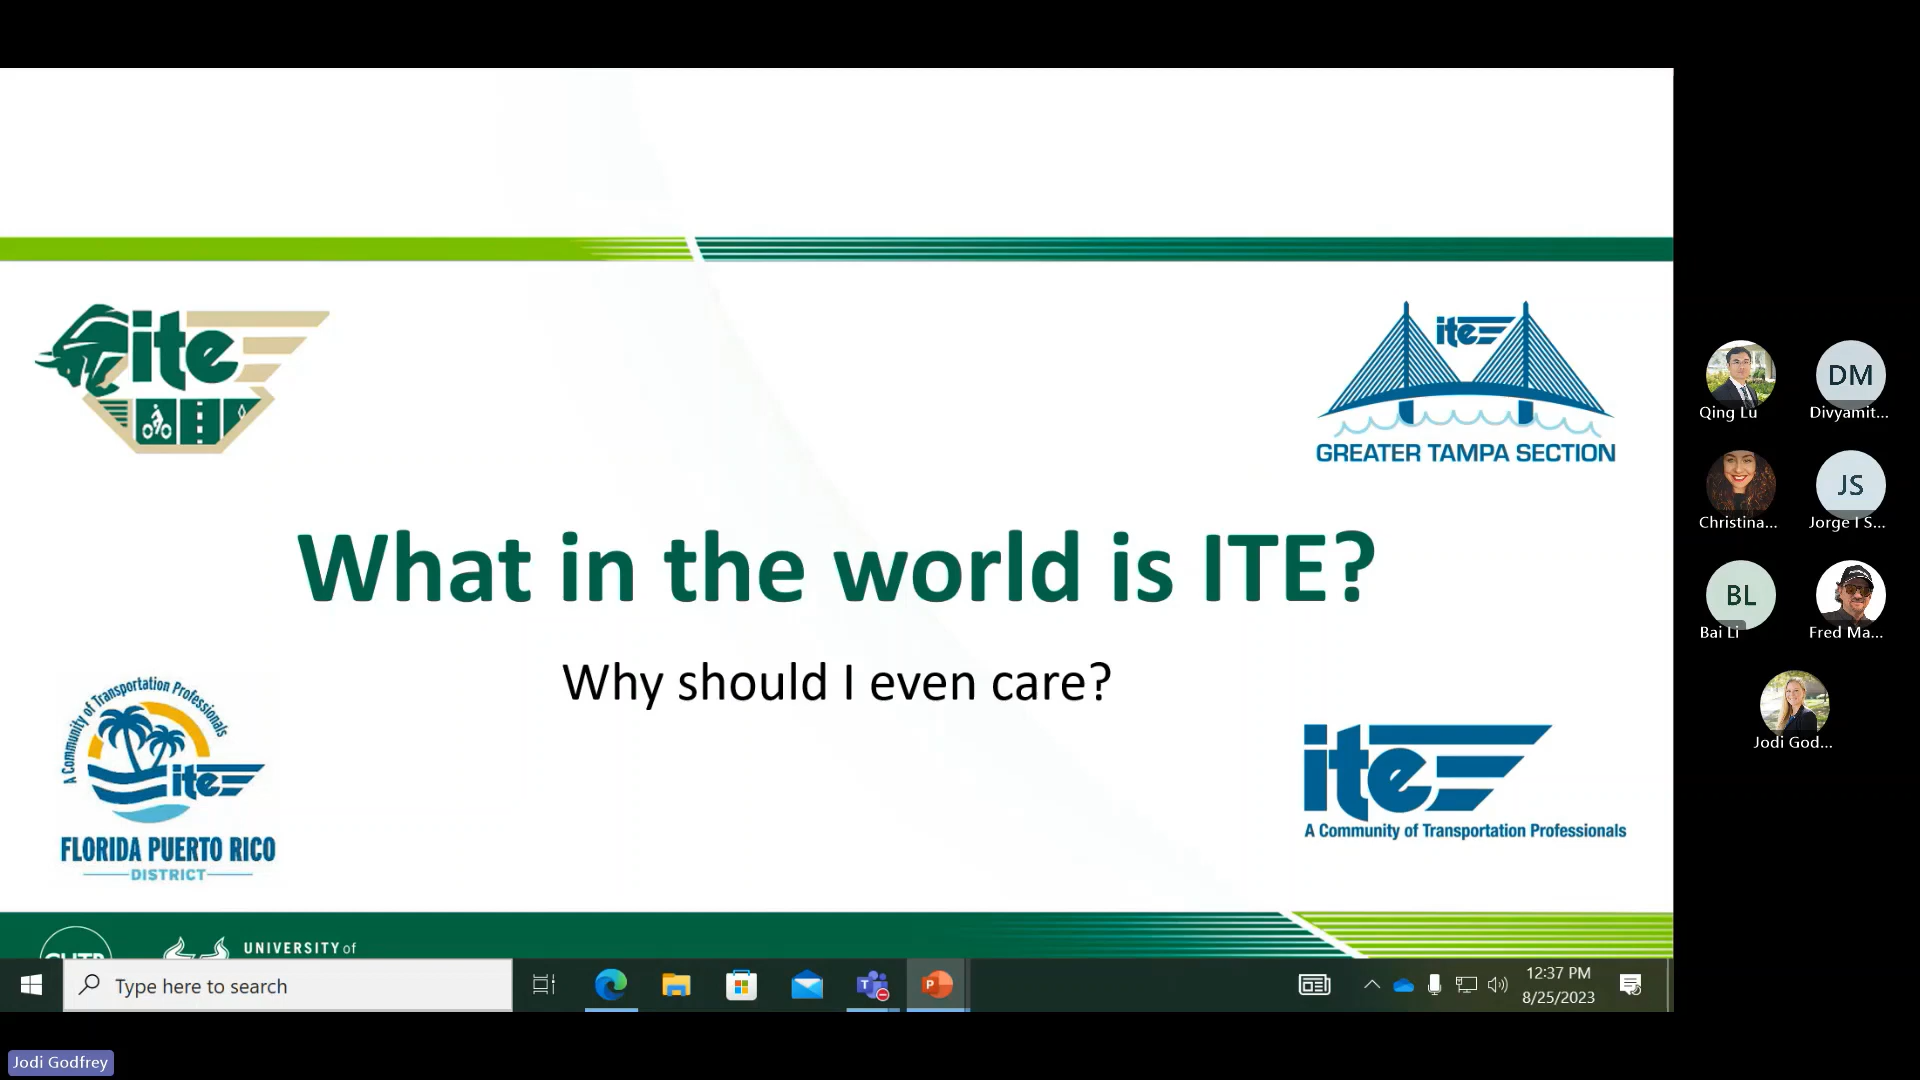 ite
ite
GREATER TAMPA SECTION
What in the world is ITE?
Why should I even care?
A Community of Transportation Professionals
ite
FLORIDA PUERTO RICO
DISTRICT
ite
A Community of Transportation Professionals
UNIVERSITY of
Type here to search
12:37 PM
8/25/2023
Qing Lu
DM
Divyamit...
Christina...
JS
Jorge I S...
BL
Bai Li
Fred Ma...
Jodi God...
Jodi Godfrey